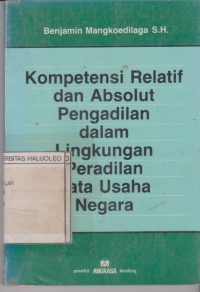 Benjamin Mangkoedilaga S.H.
Kompetensi Relatif
dan Absolut
Pengadilan
dalam
Lingkungan
Peradilan
ata Usaha
Negara
ERSITAS HALUOLEO
penerbit ANGKASA bandung